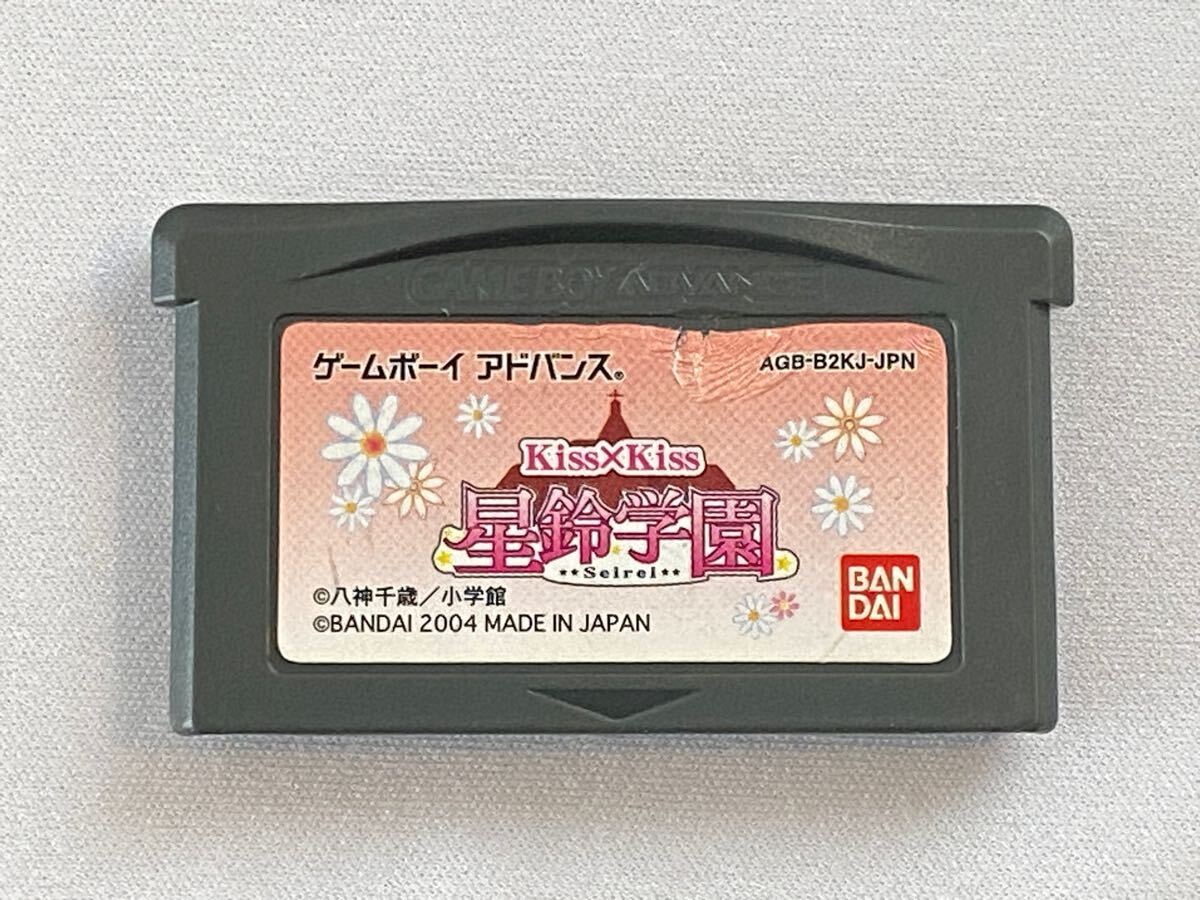 GAME BOY ADVANCE
ゲームボーイ アドバンス®
AGB-B2KJ-JPN
Kiss×Kiss
星鈴学園
**Seirei**
©八神千歳／小学館
©BANDAI 2004 MADE IN JAPAN
BAN
DAI